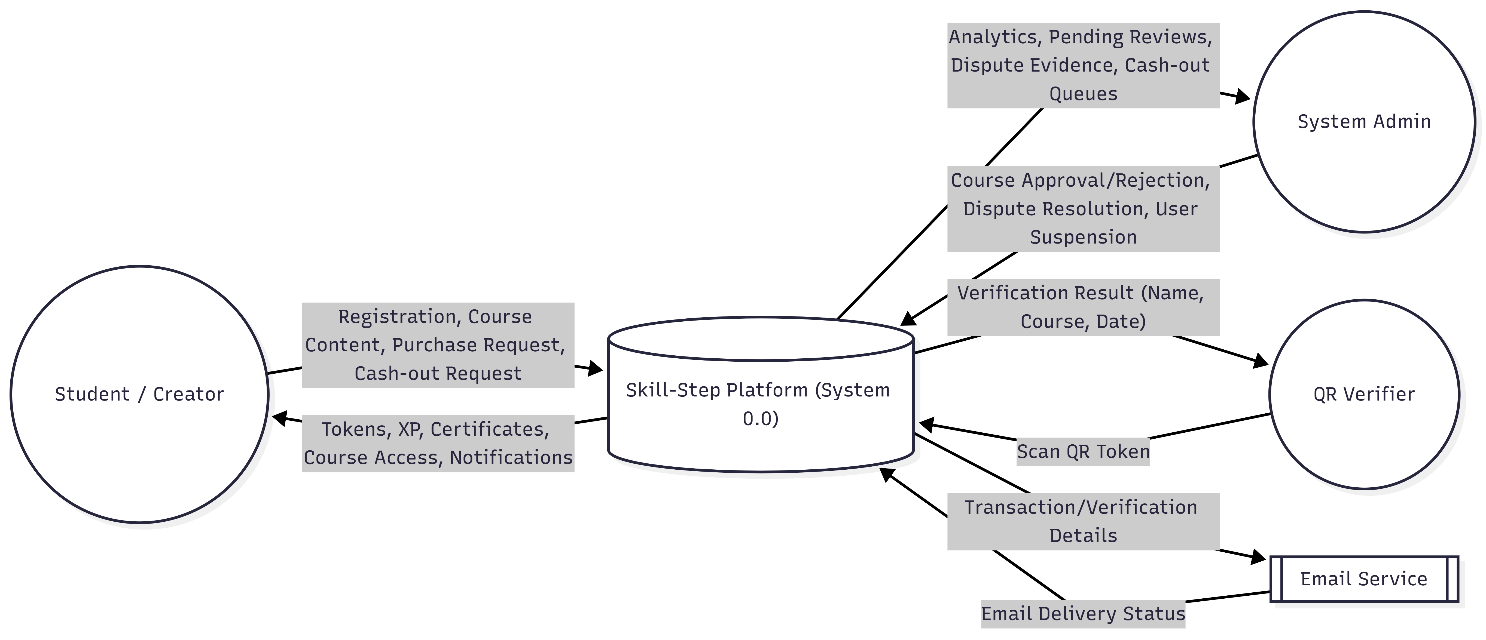 Analytics, Pending Reviews,
Dispute Evidence, Cash-out
Queues
System Admin
Course Approval/Rejection,
Dispute Resolution, User
Suspension
Verification Result (Name,
Course, Date)
Registration, Course
Content, Purchase Request,
Cash-out Request
Student / Creator
Skill-Step Platform (System
0.0)
QR Verifier
Tokens, XP, Certificates,
Course Access, Notifications
Scan QR Token
Transaction/Verification
Details
Email Service
Email Delivery Status